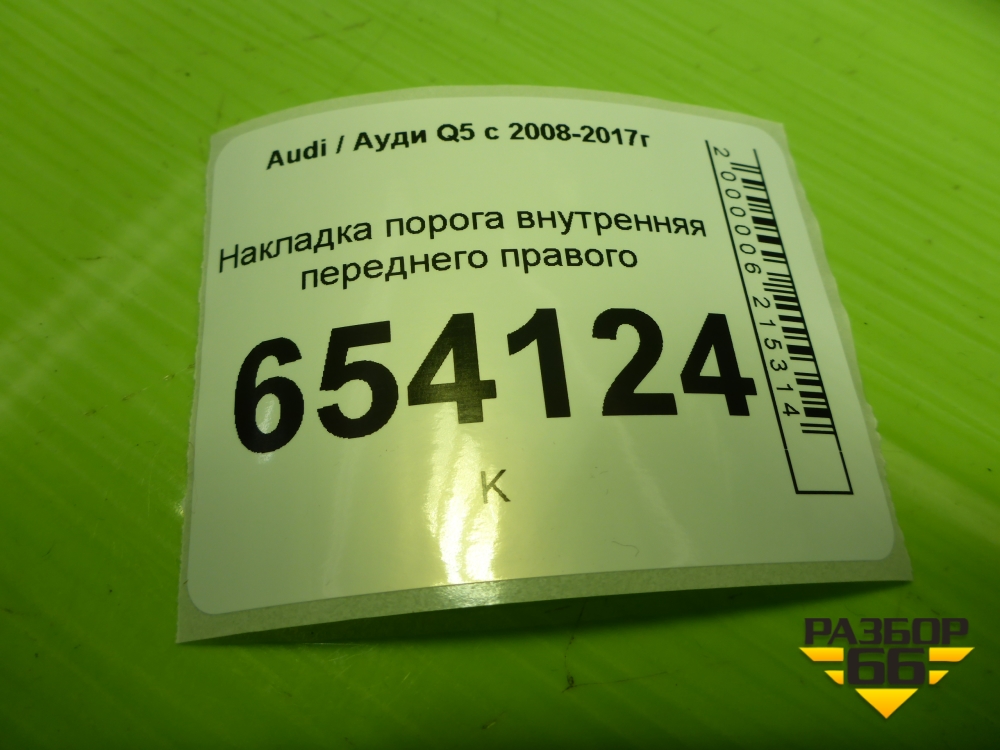 Audi / Ауди Q5 с 2008-2017г
Накладка порога внутренняя
переднего правого
654124
К
2000006215314
РАЗБОР
66